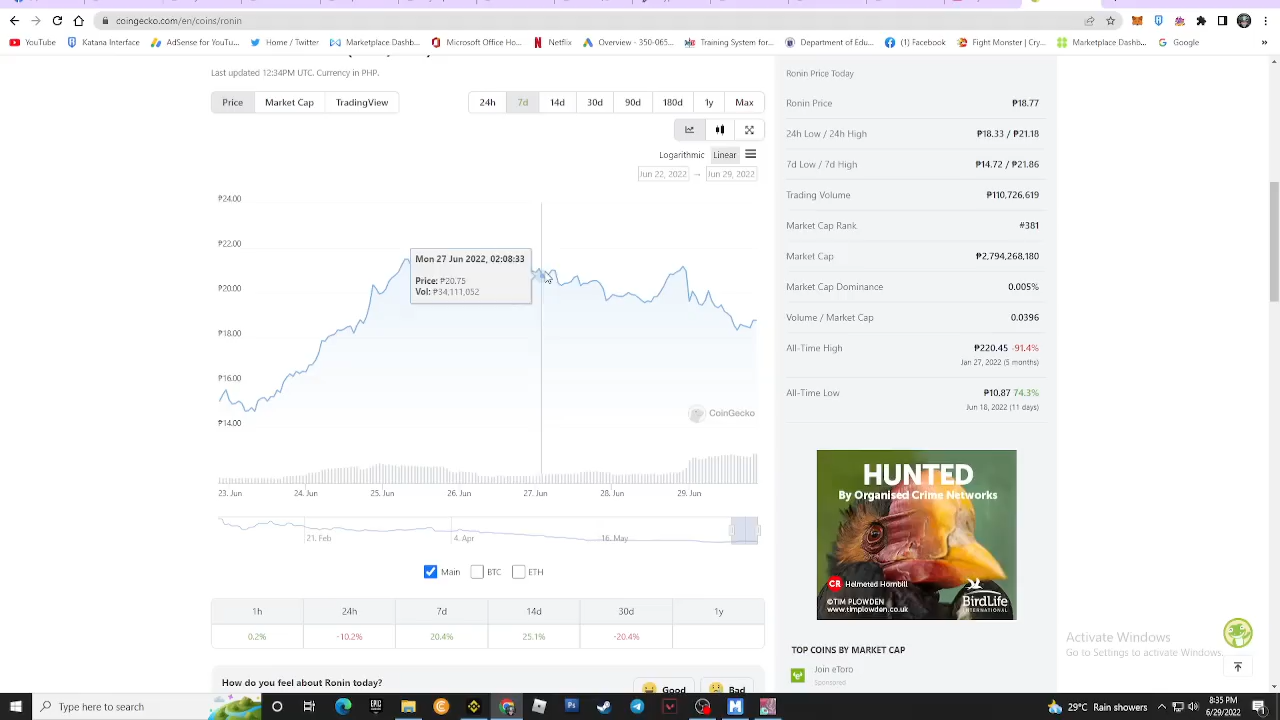 coingecko.com/en/coins/ronin
YouTube
Katana Interface
AdSense for YouTu...
Home / Twitter
Marketplace Dashb...
Microsoft Office Ho...
Netflix
Overview - 350-065...
Training System for...
Department of Edu...
(1) Facebook
Fight Monster | Cry...
Marketplace Dashb...
Google
»
Last updated 12:34PM UTC. Currency in PHP.
Price
Market Cap
TradingView
24h
7d
14d
30d
90d
180d
1y
Max
Logarithmic
Linear
Jun 22, 2022 → Jun 29, 2022
₱24.00
₱22.00
₱20.00
₱18.00
₱16.00
₱14.00
Mon 27 Jun 2022, 02:08:33
Price: ₱20.75
Vol: ₱34,111,052
CoinGecko
23. Jun
24. Jun
25. Jun
26. Jun
27. Jun
28. Jun
29. Jun
21. Feb
4. Apr
16. May
Main
BTC
ETH
1h 24h 7d 14d 30d 1y
0.2% -10.2% 20.4% 25.1% -20.4%
How do you feel about Ronin today?
Good
Bad
Ronin Price Today
Ronin Price ₱18.77
24h Low / 24h High ₱18.33 / ₱21.18
7d Low / 7d High ₱14.72 / ₱21.86
Trading Volume ₱110,726,619
Market Cap Rank #381
Market Cap ₱2,794,268,180
Market Cap Dominance 0.005%
Volume / Market Cap 0.0396
All-Time High ₱220.45 -91.4%
Jan 27, 2022 (5 months)
All-Time Low ₱10.87 74.3%
Jun 18, 2022 (11 days)
HUNTED
By Organised Crime Networks
CR Helmeted Hornbill
©TIM PLOWDEN
www.timplowden.co.uk
BirdLife
INTERNATIONAL
TOP COINS BY MARKET CAP
Join eToro
Sponsored
Activate Windows
Go to Settings to activate Windows.
Type here to search
29°C Rain showers
8:35 PM
6/29/2022